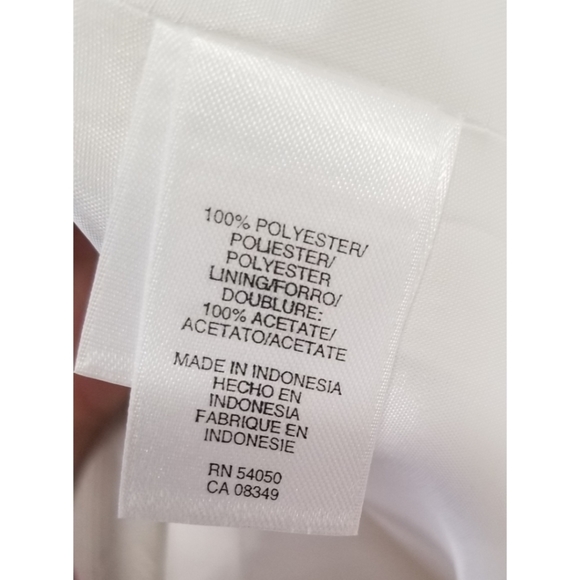 100% POLYESTER/
POLIESTER/
POLYESTER
LINING/FORRO/
DOUBLURE:
100% ACETATE/
ACETATO/ACETATE
MADE IN INDONESIA
HECHO EN
INDONESIA
FABRIQUE EN
INDONESIE
RN 54050
CA 08349